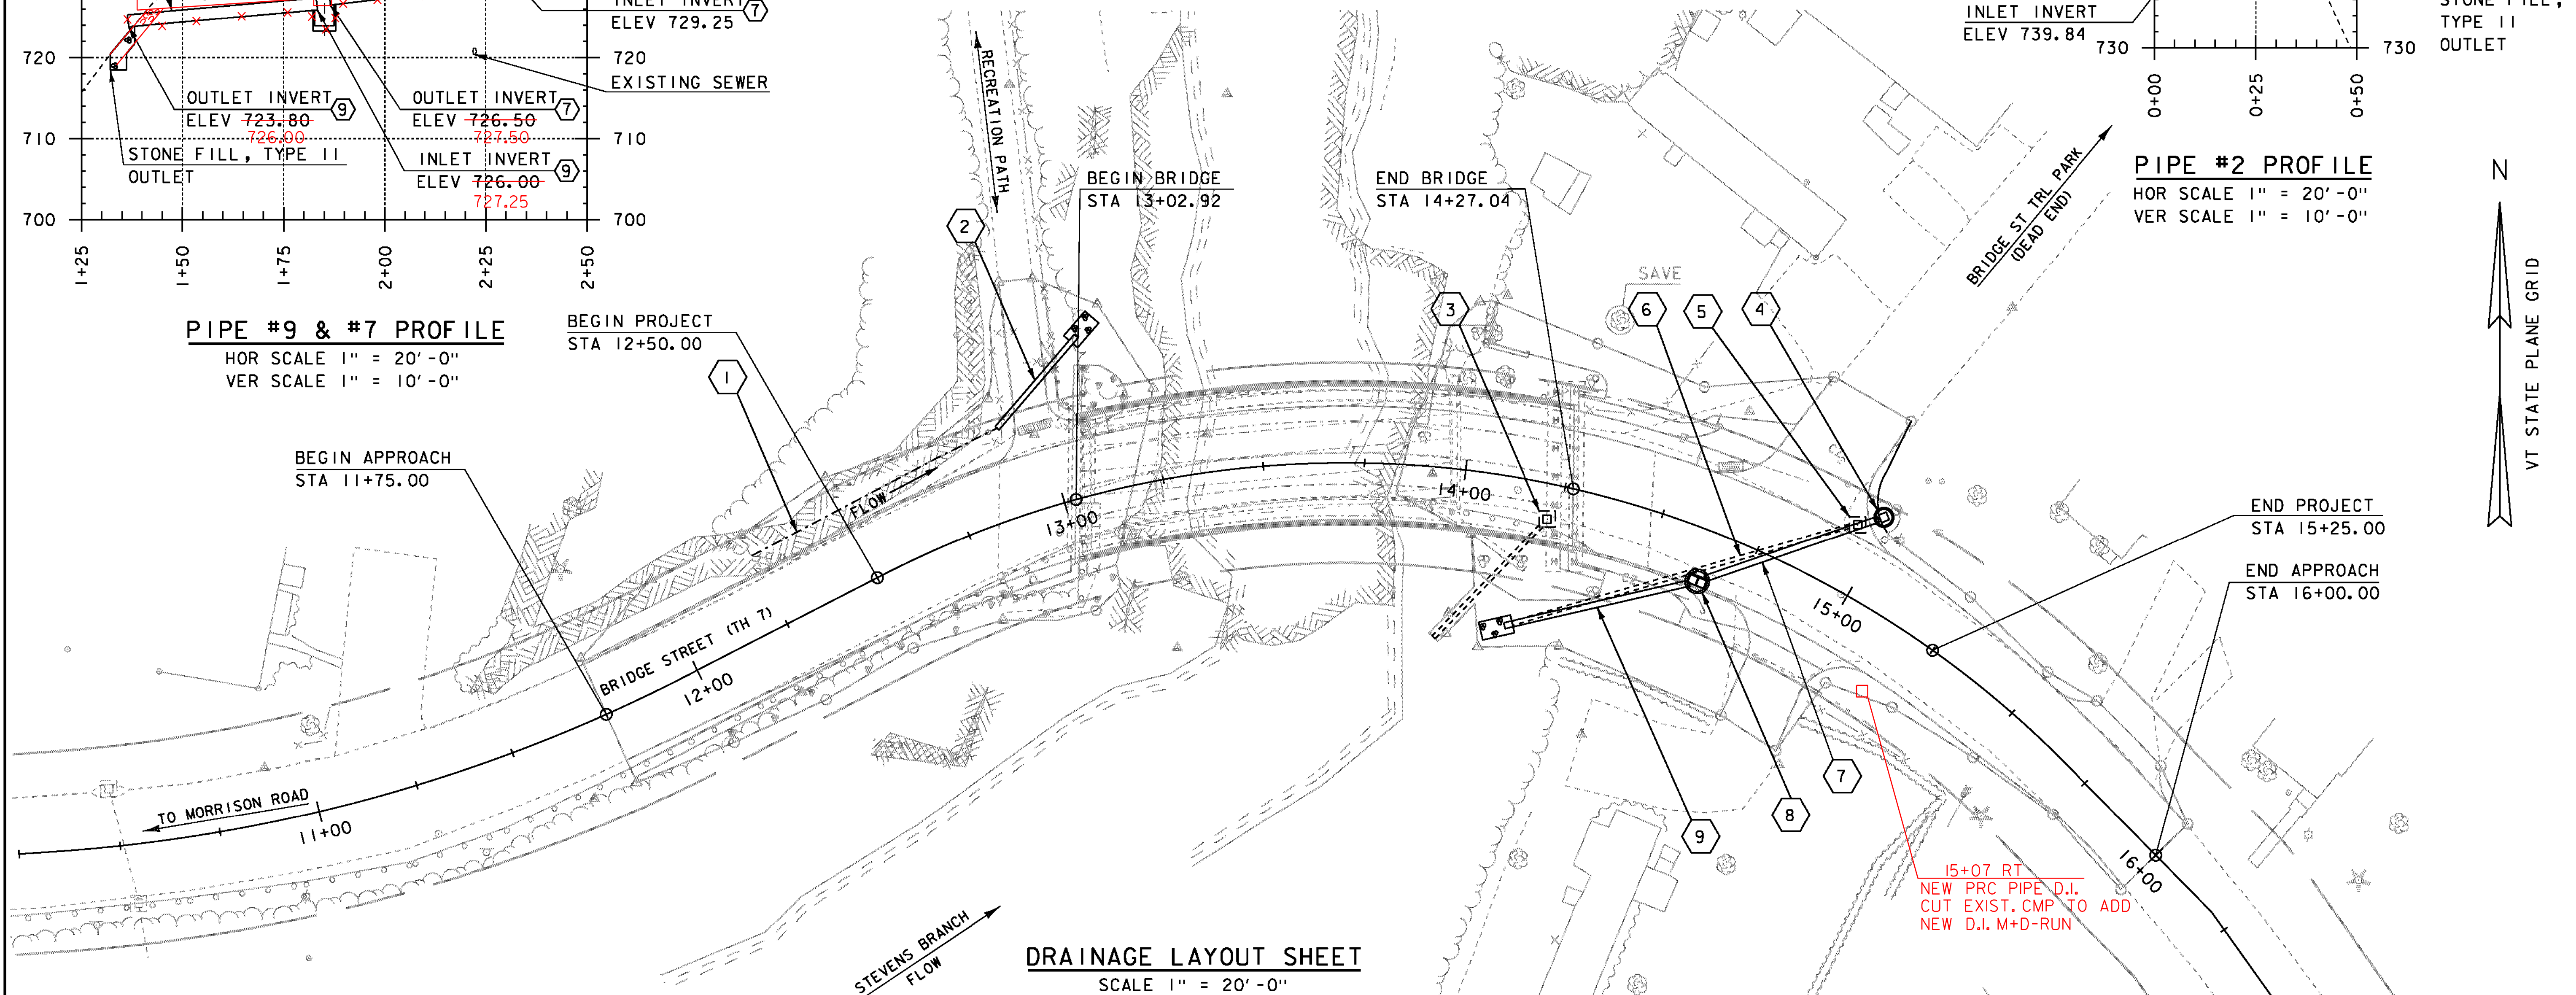 INLET INVERT 7
ELEV 729.25
720
720
EXISTING SEWER
OUTLET INVERT 9
ELEV 723.80
726.00
OUTLET INVERT 7
ELEV 726.50
727.50
710
710
STONE FILL, TYPE II
OUTLET
INLET INVERT 9
ELEV 726.00
727.25
700
700
1+25
1+50
1+75
2+00
2+25
2+50
PIPE #9 & #7 PROFILE
HOR SCALE 1" = 20'-0"
VER SCALE 1" = 10'-0"
INLET INVERT
ELEV 739.84
730
730
STONE FILL,
TYPE II
OUTLET
0+00
0+25
0+50
PIPE #2 PROFILE
HOR SCALE 1" = 20'-0"
VER SCALE 1" = 10'-0"
N
VT STATE PLANE GRID
RECREATION PATH
BRIDGE ST TRL PARK
(DEAD END)
BEGIN BRIDGE
STA 13+02.92
END BRIDGE
STA 14+27.04
2
SAVE
3
6
5
4
BEGIN PROJECT
STA 12+50.00
1
BEGIN APPROACH
STA 11+75.00
FLOW
13+00
14+00
END PROJECT
STA 15+25.00
END APPROACH
STA 16+00.00
15+00
BRIDGE STREET (TH 7)
12+00
TO MORRISON ROAD
11+00
7
8
9
16+00
15+07 RT
NEW PRC PIPE D.I.
CUT EXIST. CMP TO ADD
NEW D.I. M+D-RUN
STEVENS BRANCH
FLOW
DRAINAGE LAYOUT SHEET
SCALE 1" = 20'-0"